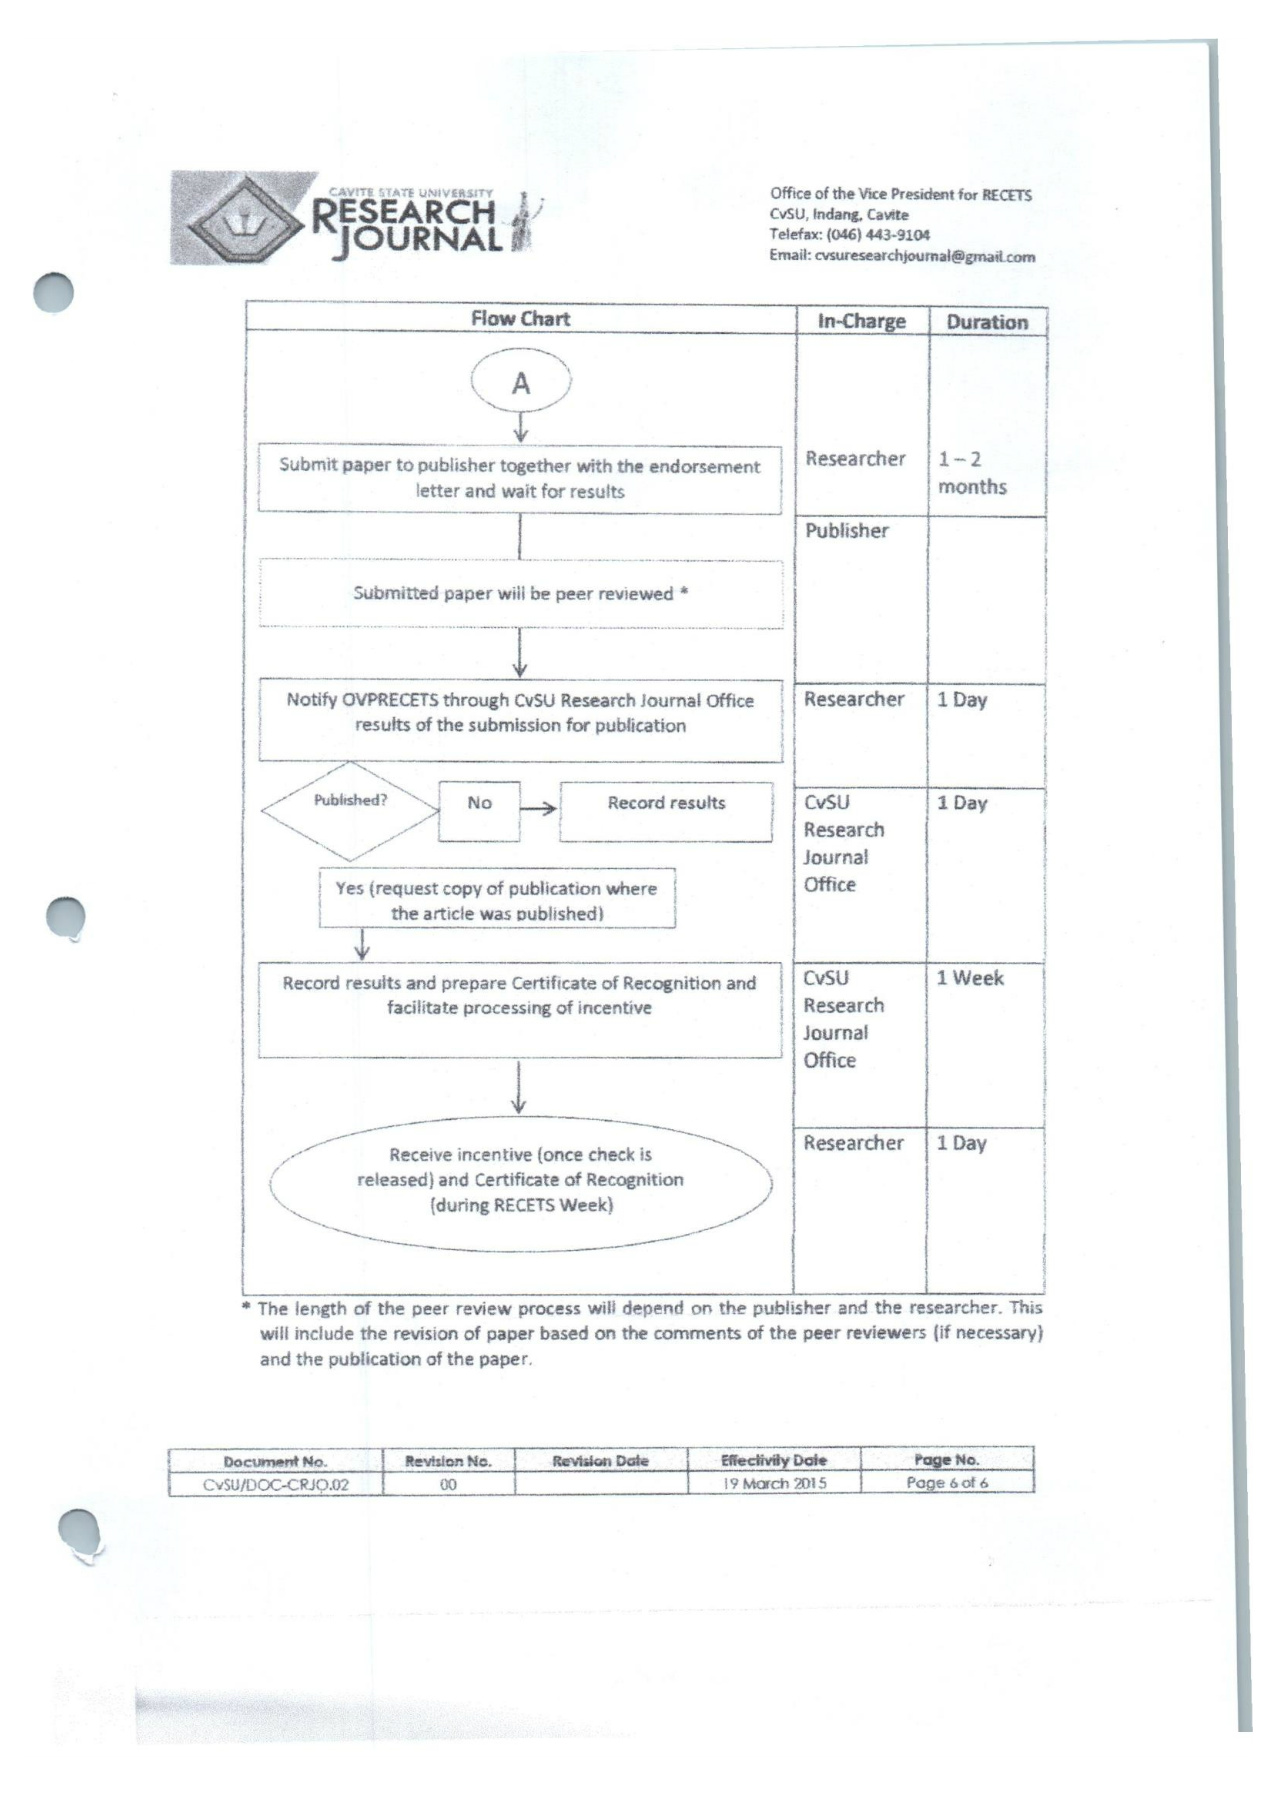 CAVITE STATE UNIVERSITY
RESEARCH
JOURNAL
Office of the Vice President for RECETS
CvSU, Indang, Cavite
Telefax: (046) 443-9104
Email: cvsuresearchjournal@gmail.com
Flow Chart
In-Charge
Duration
A
Submit paper to publisher together with the endorsement
letter and wait for results
Researcher
1 – 2
months
Publisher
Submitted paper will be peer reviewed *
Notify OVPRECETS through CvSU Research Journal Office
results of the submission for publication
Researcher
1 Day
Published?
No
Record results
CvSU
Research
Journal
Office
1 Day
Yes (request copy of publication where
the article was published)
Record results and prepare Certificate of Recognition and
facilitate processing of incentive
CvSU
Research
Journal
Office
1 Week
Receive incentive (once check is
released) and Certificate of Recognition
(during RECETS Week)
Researcher
1 Day
* The length of the peer review process will depend on the publisher and the researcher. This
will include the revision of paper based on the comments of the peer reviewers (if necessary)
and the publication of the paper.
Document No.
Revision No.
Revision Date
Effectivity Date
Page No.
CvSU/DOC-CRJO.02
00
19 March 2015
Page 6 of 6